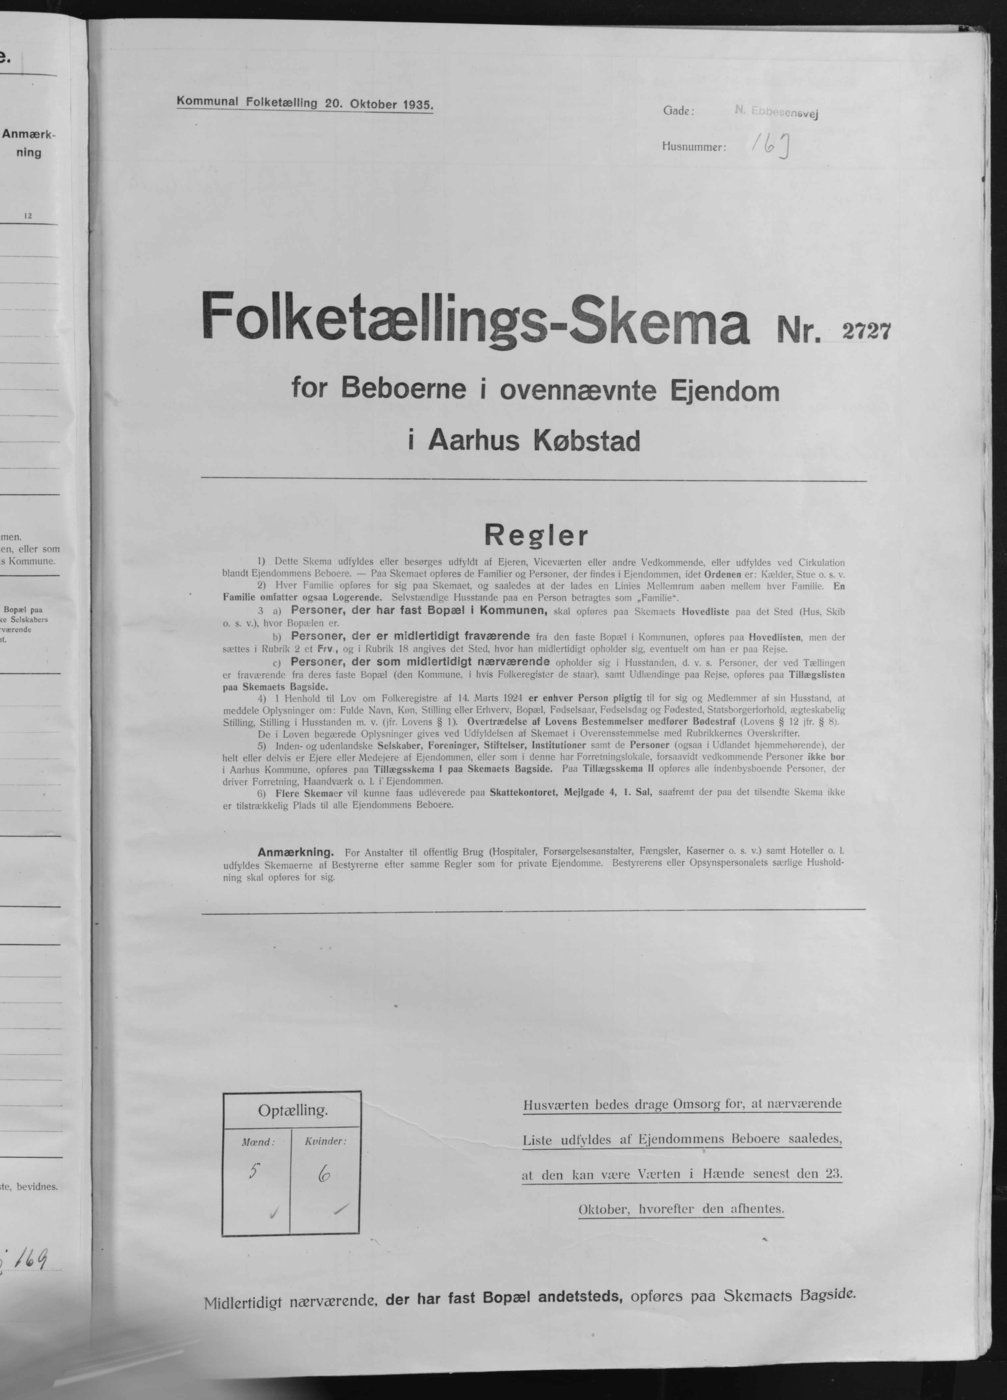 e.
Anmærk-
ning
12
men.
en, eller som
s Kommune.
Bopæl paa
ke Selskabers
rværende
st.
te, bevidnes.
169
Kommunal Folketælling 20. Oktober 1935.
Gade: N. Ebbesensvej
Husnummer: 167
Folketællings-Skema Nr. 2727
for Beboerne i ovennævnte Ejendom
i Aarhus Købstad
Regler
1) Dette Skema udfyldes eller besørges udfyldt af Ejeren, Viceværten eller andre Vedkommende, eller udfyldes ved Cirkulation
blandt Ejendommens Beboere. — Paa Skemaet opføres de Familier og Personer, der findes i Ejendommen, idet Ordenen er: Kælder, Stue o. s. v.
2) Hver Familie opføres for sig paa Skemaet, og saaledes at der lades en Linies Mellemrum aaben mellem hver Familie. En
Familie omfatter ogsaa Logerende. Selvstændige Husstande paa en Person betragtes som „Familie“.
3 a) Personer, der har fast Bopæl i Kommunen, skal opføres paa Skemaets Hovedliste paa det Sted (Hus, Skib
o. s. v.), hvor Bopælen er.
b) Personer, der er midlertidigt fraværende fra den faste Bopæl i Kommunen, opføres paa Hovedlisten, men der
sættes i Rubrik 2 et Frv., og i Rubrik 18 angives det Sted, hvor han midlertidigt opholder sig, eventuelt om han er paa Rejse.
c) Personer, der som midlertidigt nærværende opholder sig i Husstanden, d. v. s. Personer, der ved Tællingen
er fraværende fra deres faste Bopæl (den Kommune, i hvis Folkeregister de staar), samt Udlændinge paa Rejse, opføres paa Tillægslisten
paa Skemaets Bagside.
4) I Henhold til Lov om Folkeregistre af 14. Marts 1924 er enhver Person pligtig til for sig og Medlemmer af sin Husstand, at
meddele Oplysninger om: Fulde Navn, Køn, Stilling eller Erhverv, Bopæl, Fødselsaar, Fødselsdag og Fødested, Statsborgerforhold, ægteskabelig
Stilling, Stilling i Husstanden m. v. (jfr. Lovens § 1). Overtrædelse af Lovens Bestemmelser medfører Bødestraf (Lovens § 12 jfr. § 8).
De i Loven begærede Oplysninger gives ved Udfyldelsen af Skemaet i Overensstemmelse med Rubrikkernes Overskrifter.
5) Inden- og udenlandske Selskaber, Foreninger, Stiftelser, Institutioner samt de Personer (ogsaa i Udlandet hjemmehørende), der
helt eller delvis er Ejere eller Medejere af Ejendommen, eller som i denne har Forretningslokale, forsaavidt vedkommende Personer ikke bor
i Aarhus Kommune, opføres paa Tillægsskema I paa Skemaets Bagside. Paa Tillægsskema II opføres alle indenbysboende Personer, der
driver Forretning, Haandværk o. l. i Ejendommen.
6) Flere Skemaer vil kunne faas udleverede paa Skattekontoret, Mejlgade 4, 1. Sal, saafremt der paa det tilsendte Skema ikke
er tilstrækkelig Plads til alle Ejendommens Beboere.
Anmærkning. For Anstalter til offentlig Brug (Hospitaler, Forsørgelsesanstalter, Fængsler, Kaserner o. s. v.) samt Hoteller o. l.
udfyldes Skemaerne af Bestyrerne efter samme Regler som for private Ejendomme. Bestyrerens eller Opsynspersonalets særlige Hushold-
ning skal opføres for sig.
Optælling.
Mænd: Kvinder:
5 6
Husværten bedes drage Omsorg for, at nærværende
Liste udfyldes af Ejendommens Beboere saaledes,
at den kan være Værten i Hænde senest den 23.
Oktober, hvorefter den afhentes.
Midlertidigt nærværende, der har fast Bopæl andetsteds, opføres paa Skemaets Bagside.